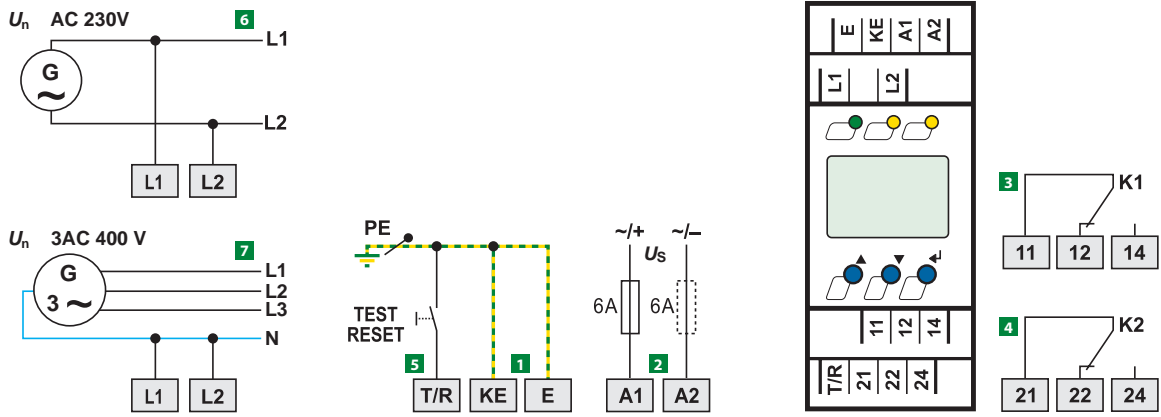 Un AC 230V 6
L1
G
~
L2
L1 L2
Un 3AC 400 V 7
G
3 ~
L1
L2
L3
N
L1 L2
PE
TEST
RESET
5 1
T/R KE E
~/+ ~/–
US
6A 6A
2
A1 A2
E KE A1 A2
L1 L2
▲ ▼ ↵
11 12 14
T/R 21 22 24
3 K1
11 12 14
4 K2
21 22 24